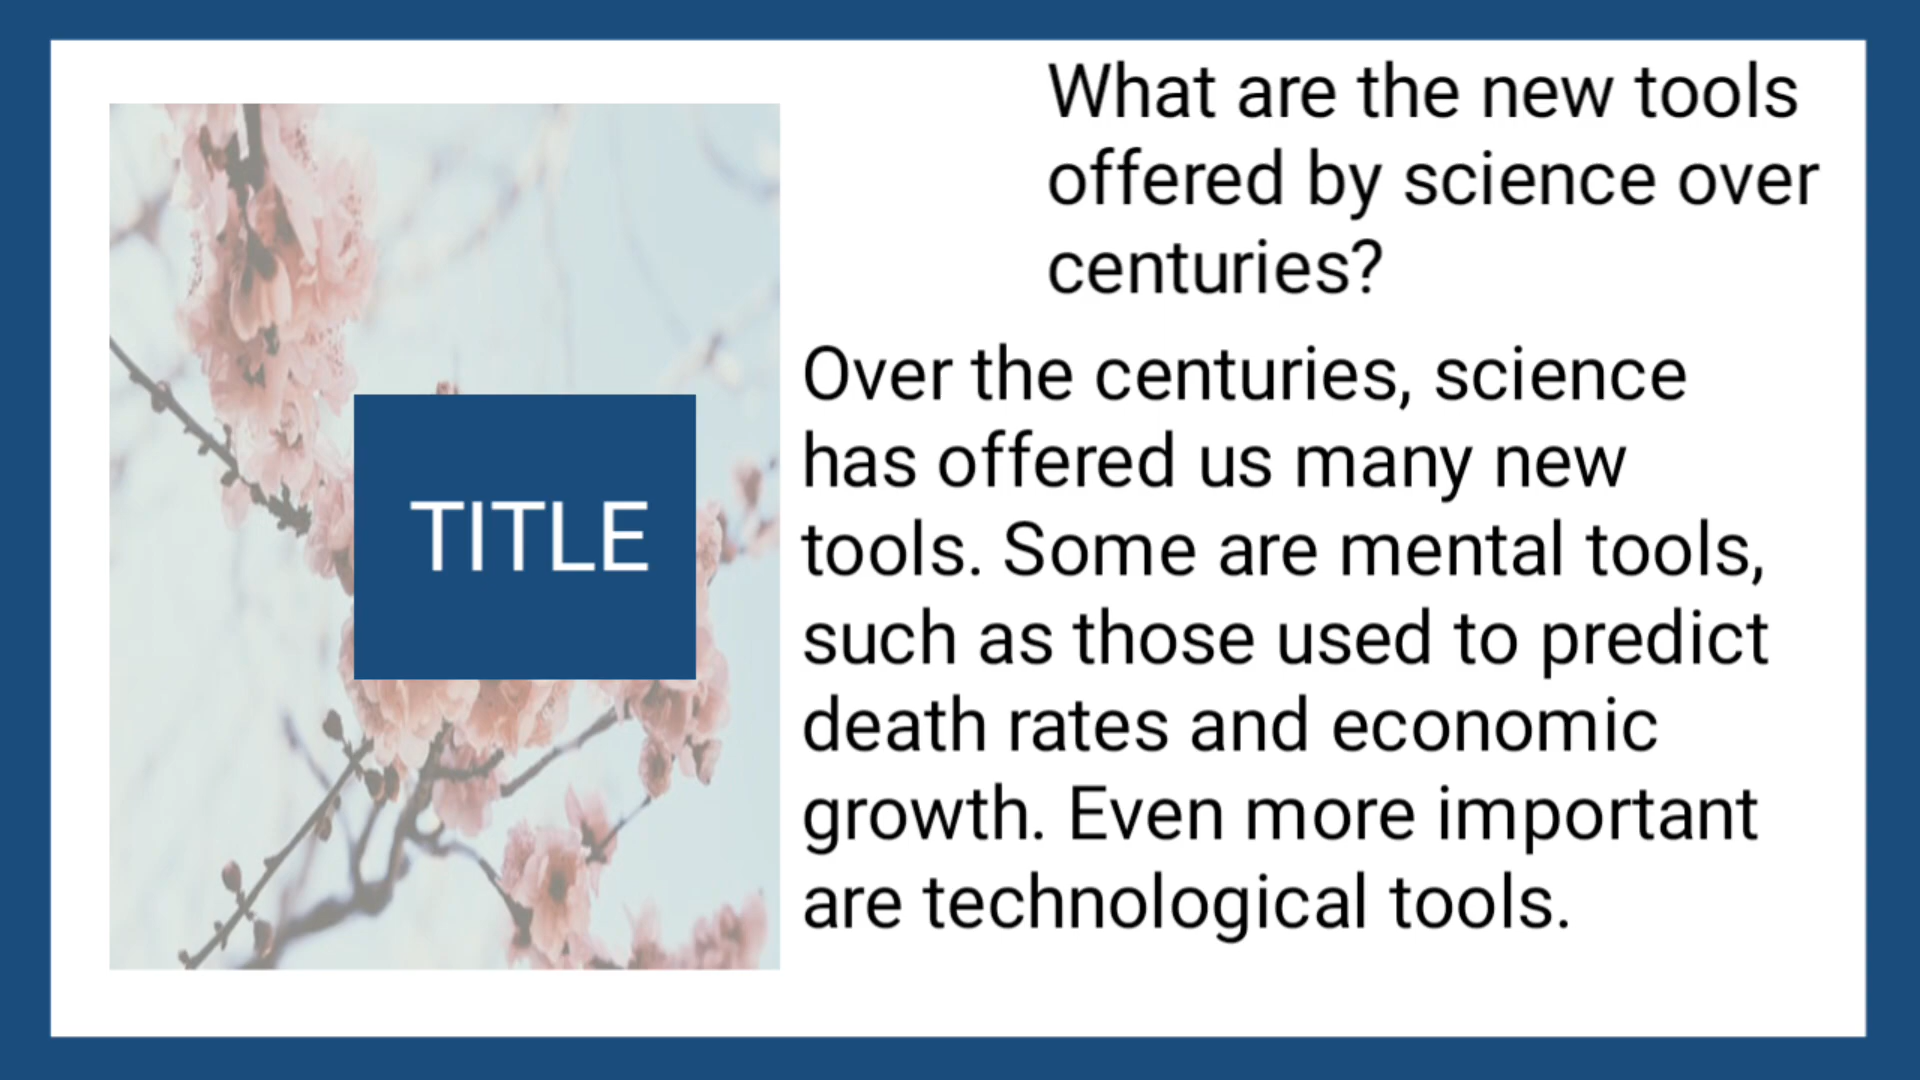 What are the new tools
offered by science over
centuries?
Over the centuries, science
has offered us many new
tools. Some are mental tools,
such as those used to predict
death rates and economic
growth. Even more important
are technological tools.
TITLE